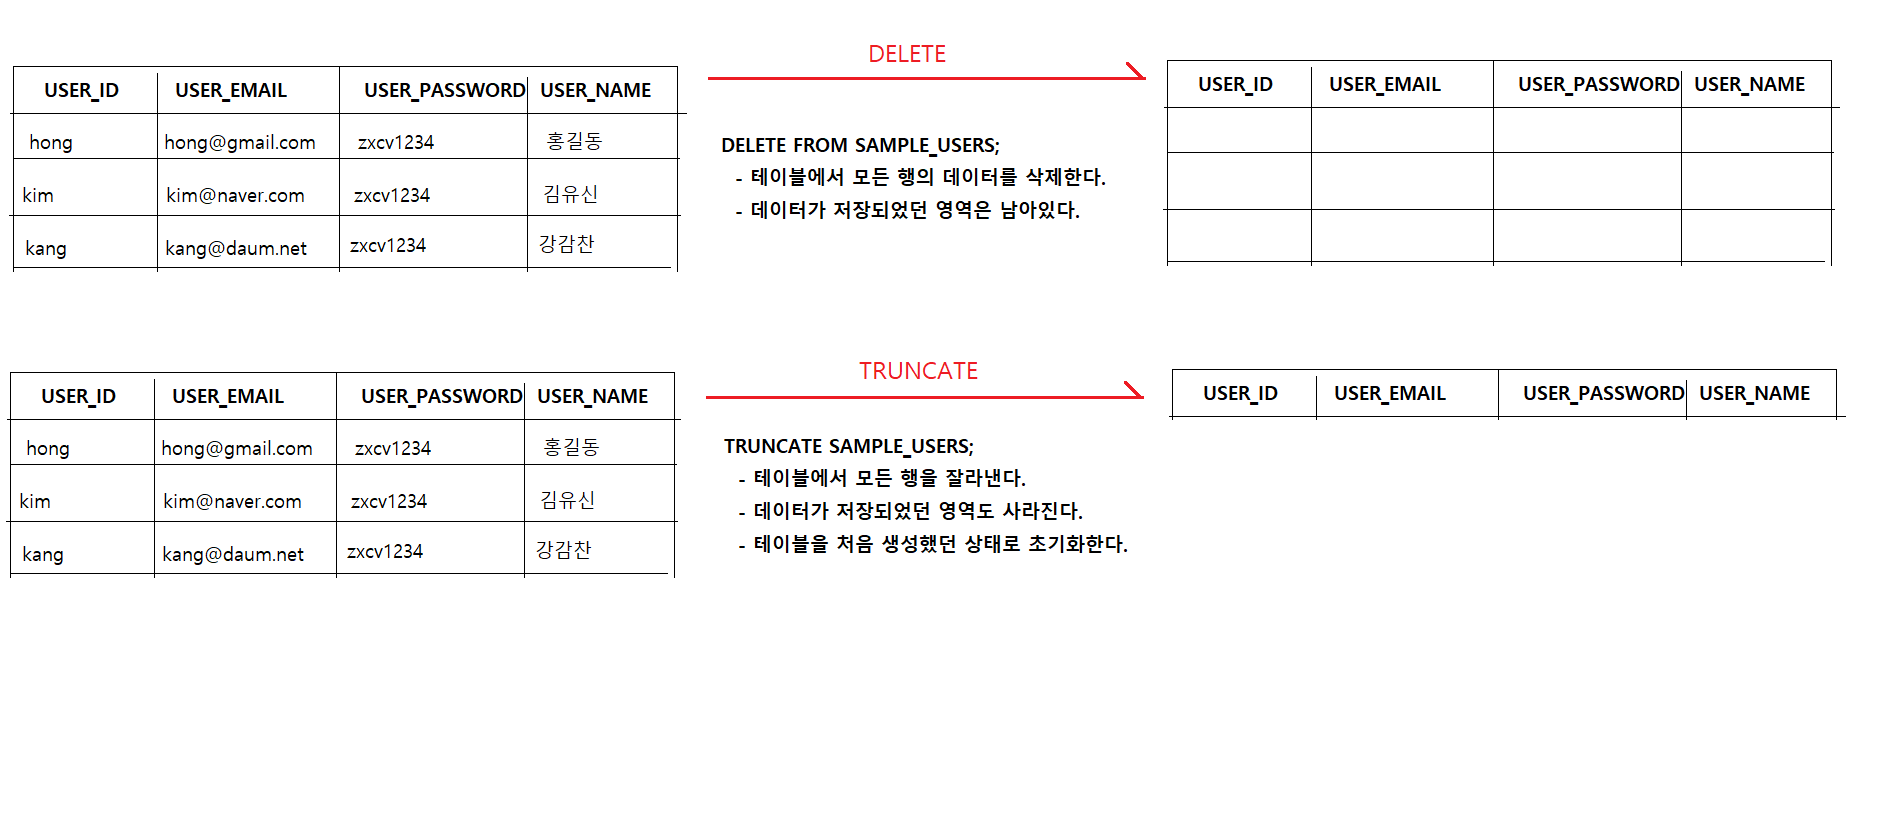 DELETE
USER_ID USER_EMAIL USER_PASSWORD USER_NAME
hong hong@gmail.com zxcv1234 홍길동
kim kim@naver.com zxcv1234 김유신
kang kang@daum.net zxcv1234 강감찬
DELETE FROM SAMPLE_USERS;
- 테이블에서 모든 행의 데이터를 삭제한다.
- 데이터가 저장되었던 영역은 남아있다.
USER_ID USER_EMAIL USER_PASSWORD USER_NAME
TRUNCATE
USER_ID USER_EMAIL USER_PASSWORD USER_NAME
hong hong@gmail.com zxcv1234 홍길동
kim kim@naver.com zxcv1234 김유신
kang kang@daum.net zxcv1234 강감찬
TRUNCATE SAMPLE_USERS;
- 테이블에서 모든 행을 잘라낸다.
- 데이터가 저장되었던 영역도 사라진다.
- 테이블을 처음 생성했던 상태로 초기화한다.
USER_ID USER_EMAIL USER_PASSWORD USER_NAME